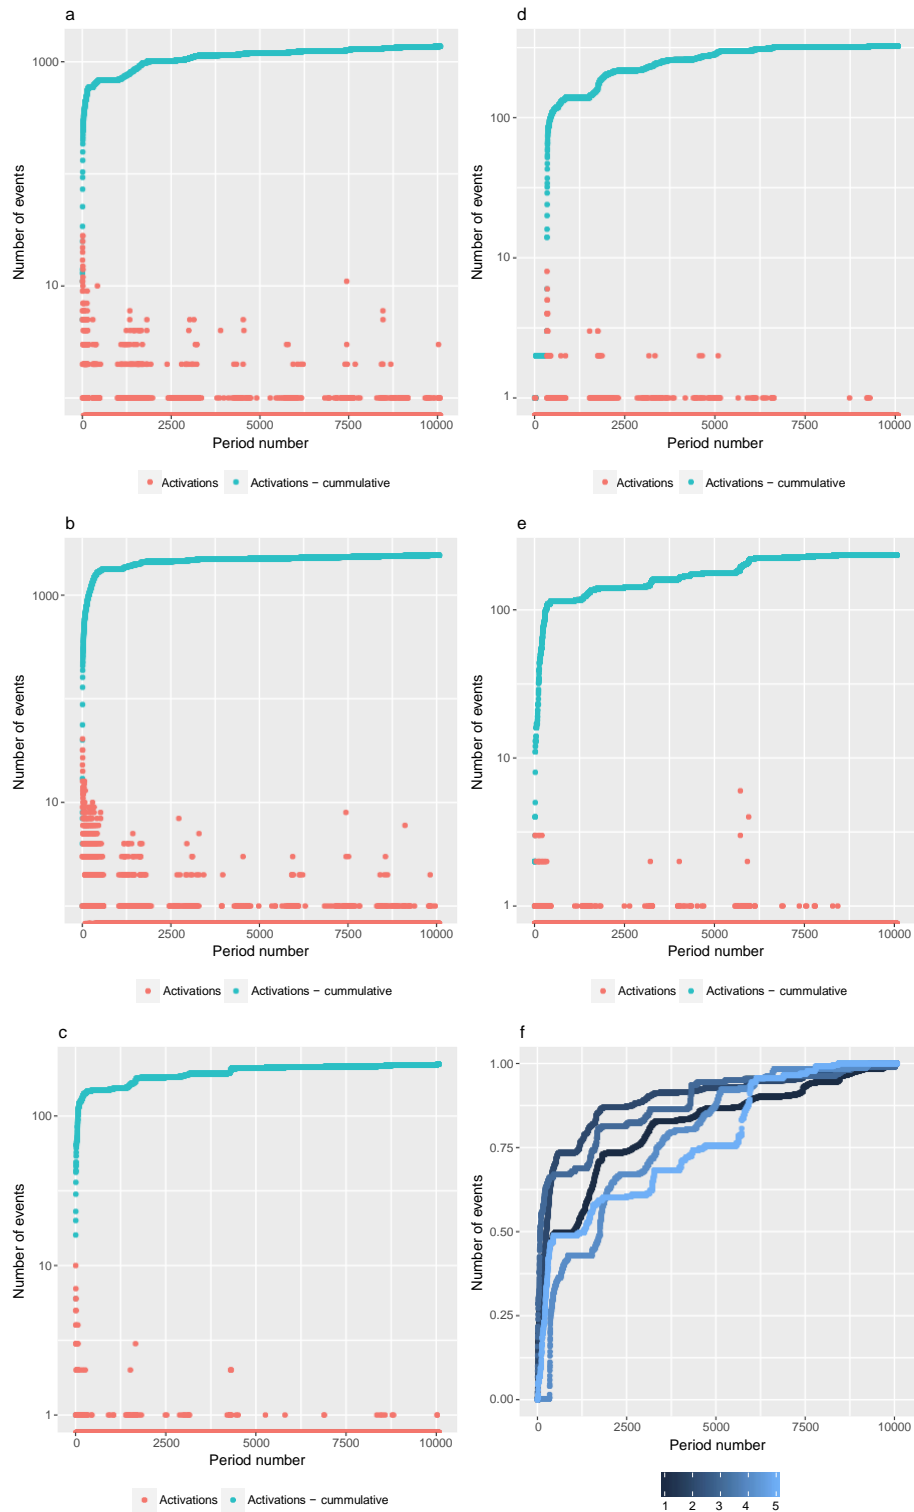 a
Number of events
1000
10
0
2500
5000
7500
10000
Period number
Activations
Activations − cummulative
d
Number of events
100
10
1
0
2500
5000
7500
10000
Period number
Activations
Activations − cummulative
b
Number of events
1000
10
0
2500
5000
7500
10000
Period number
Activations
Activations − cummulative
e
Number of events
100
10
1
0
2500
5000
7500
10000
Period number
Activations
Activations − cummulative
c
Number of events
100
10
1
0
2500
5000
7500
10000
Period number
Activations
Activations − cummulative
f
Number of events
1.00
0.75
0.50
0.25
0.00
0
2500
5000
7500
10000
Period number
1 2 3 4 5